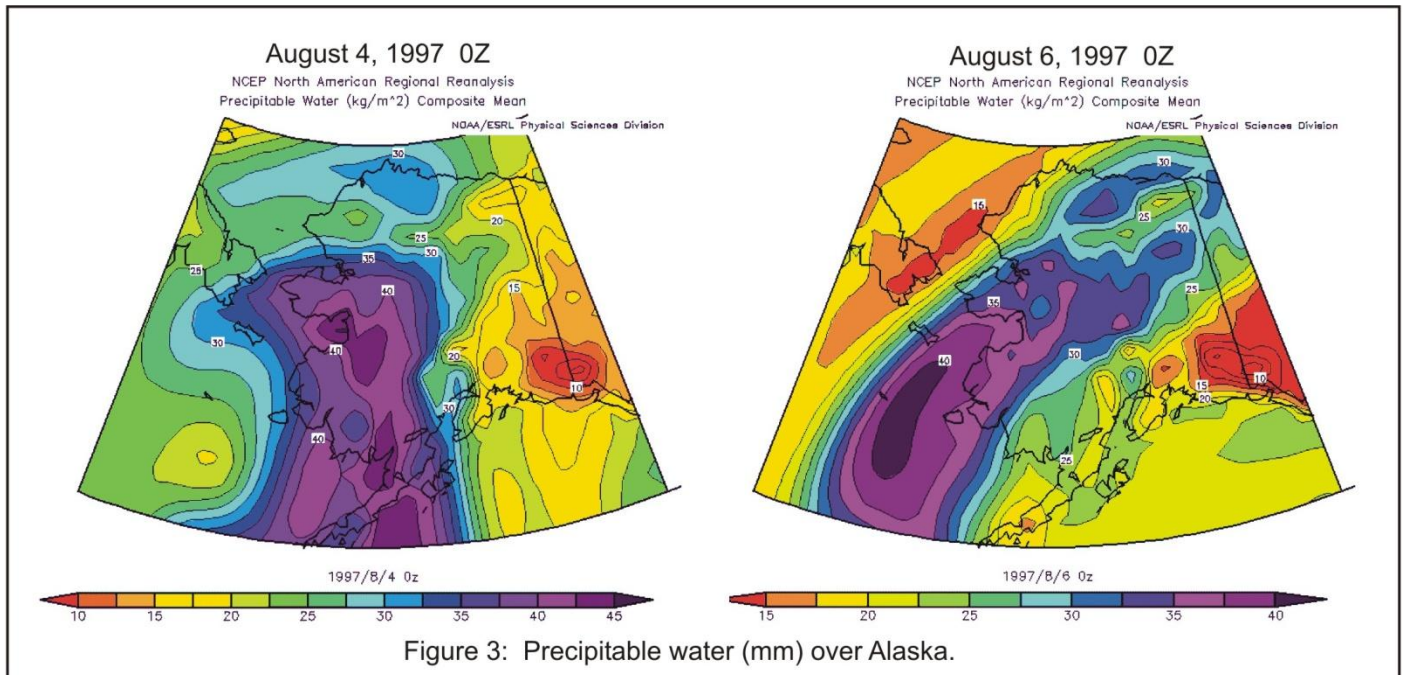 August 4, 1997 0Z
NCEP North American Regional Reanalysis
Precipitable Water (kg/m^2) Composite Mean
NOAA/ESRL Physical Sciences Division
30
20
25
30
35
25
40
15
30
40
20
10
30
40
1997/8/4 0z
10 15 20 25 30 35 40 45
August 6, 1997 0Z
NCEP North American Regional Reanalysis
Precipitable Water (kg/m^2) Composite Mean
NOAA/ESRL Physical Sciences Division
30
15
25
30
25
35
40
30
10
15
20
25
1997/8/6 0z
15 20 25 30 35 40
Figure 3: Precipitable water (mm) over Alaska.